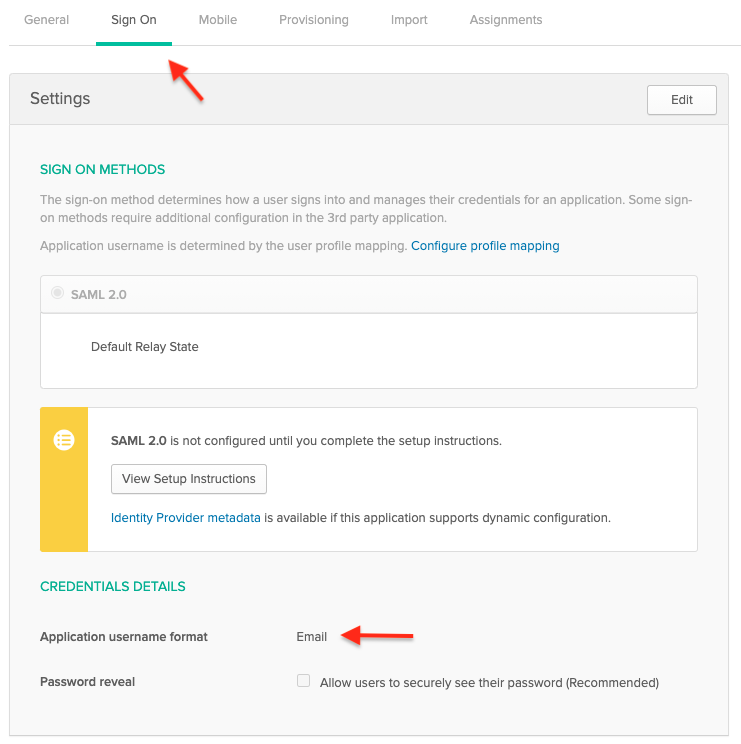 General Sign On Mobile Provisioning Import Assignments
Settings Edit
SIGN ON METHODS
The sign-on method determines how a user signs into and manages their credentials for an application. Some sign-
on methods require additional configuration in the 3rd party application.
Application username is determined by the user profile mapping. Configure profile mapping
SAML 2.0
Default Relay State
SAML 2.0 is not configured until you complete the setup instructions.
View Setup Instructions
Identity Provider metadata is available if this application supports dynamic configuration.
CREDENTIALS DETAILS
Application username format Email
Password reveal Allow users to securely see their password (Recommended)